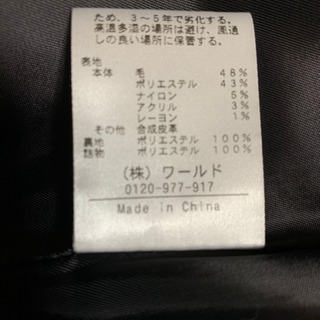 ため、3～5年で劣化する。
高温多湿の場所は避け、風通
しの良い場所に保管する。
表地
本体 毛 48%
ポリエステル 43%
ナイロン 5%
アクリル 3%
レーヨン 1%
その他 合成皮革
裏地 ポリエステル 100%
詰物 ポリエステル 100%
(株) ワールド
0120-977-917
Made in China